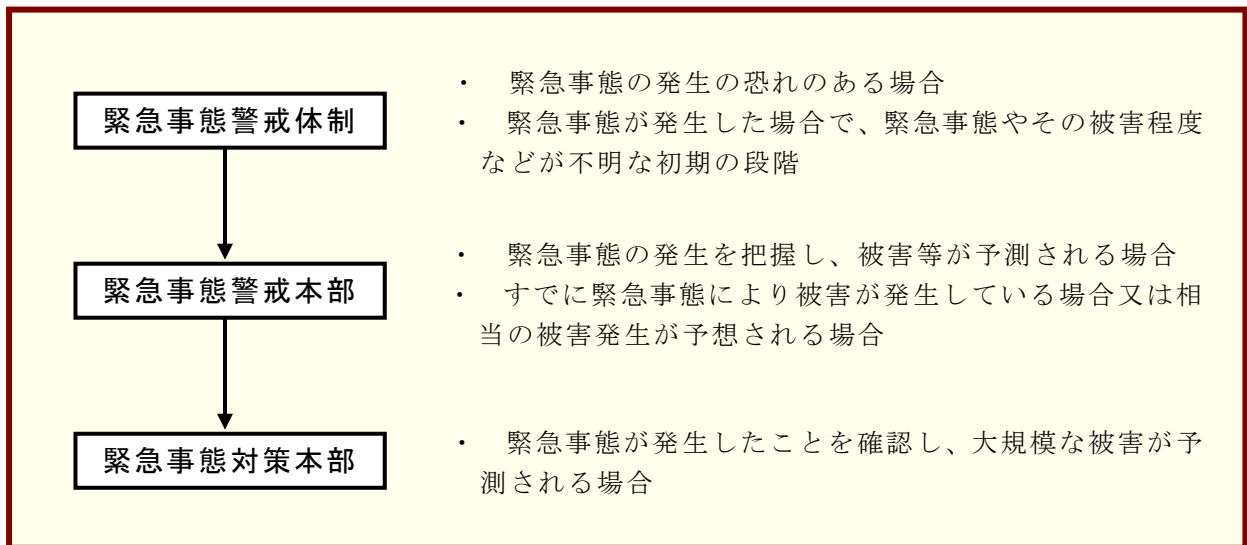 緊急事態警戒体制
・　緊急事態の発生の恐れのある場合
・　緊急事態が発生した場合で、緊急事態やその被害程度
などが不明な初期の段階
緊急事態警戒本部
・　緊急事態の発生を把握し、被害等が予測される場合
・　すでに緊急事態により被害が発生している場合又は相
当の被害発生が予想される場合
緊急事態対策本部
・　緊急事態が発生したことを確認し、大規模な被害が予
測される場合